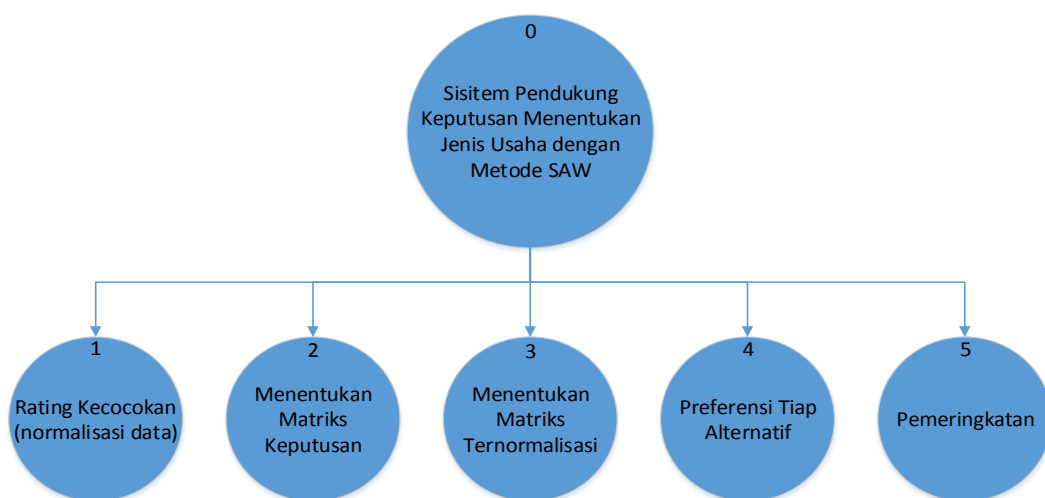 0
Sisitem Pendukung
Keputusan Menentukan
Jenis Usaha dengan
Metode SAW
1
Rating Kecocokan
(normalisasi data)
2
Menentukan
Matriks
Keputusan
3
Menentukan
Matriks
Ternormalisasi
4
Preferensi Tiap
Alternatif
5
Pemeringkatan